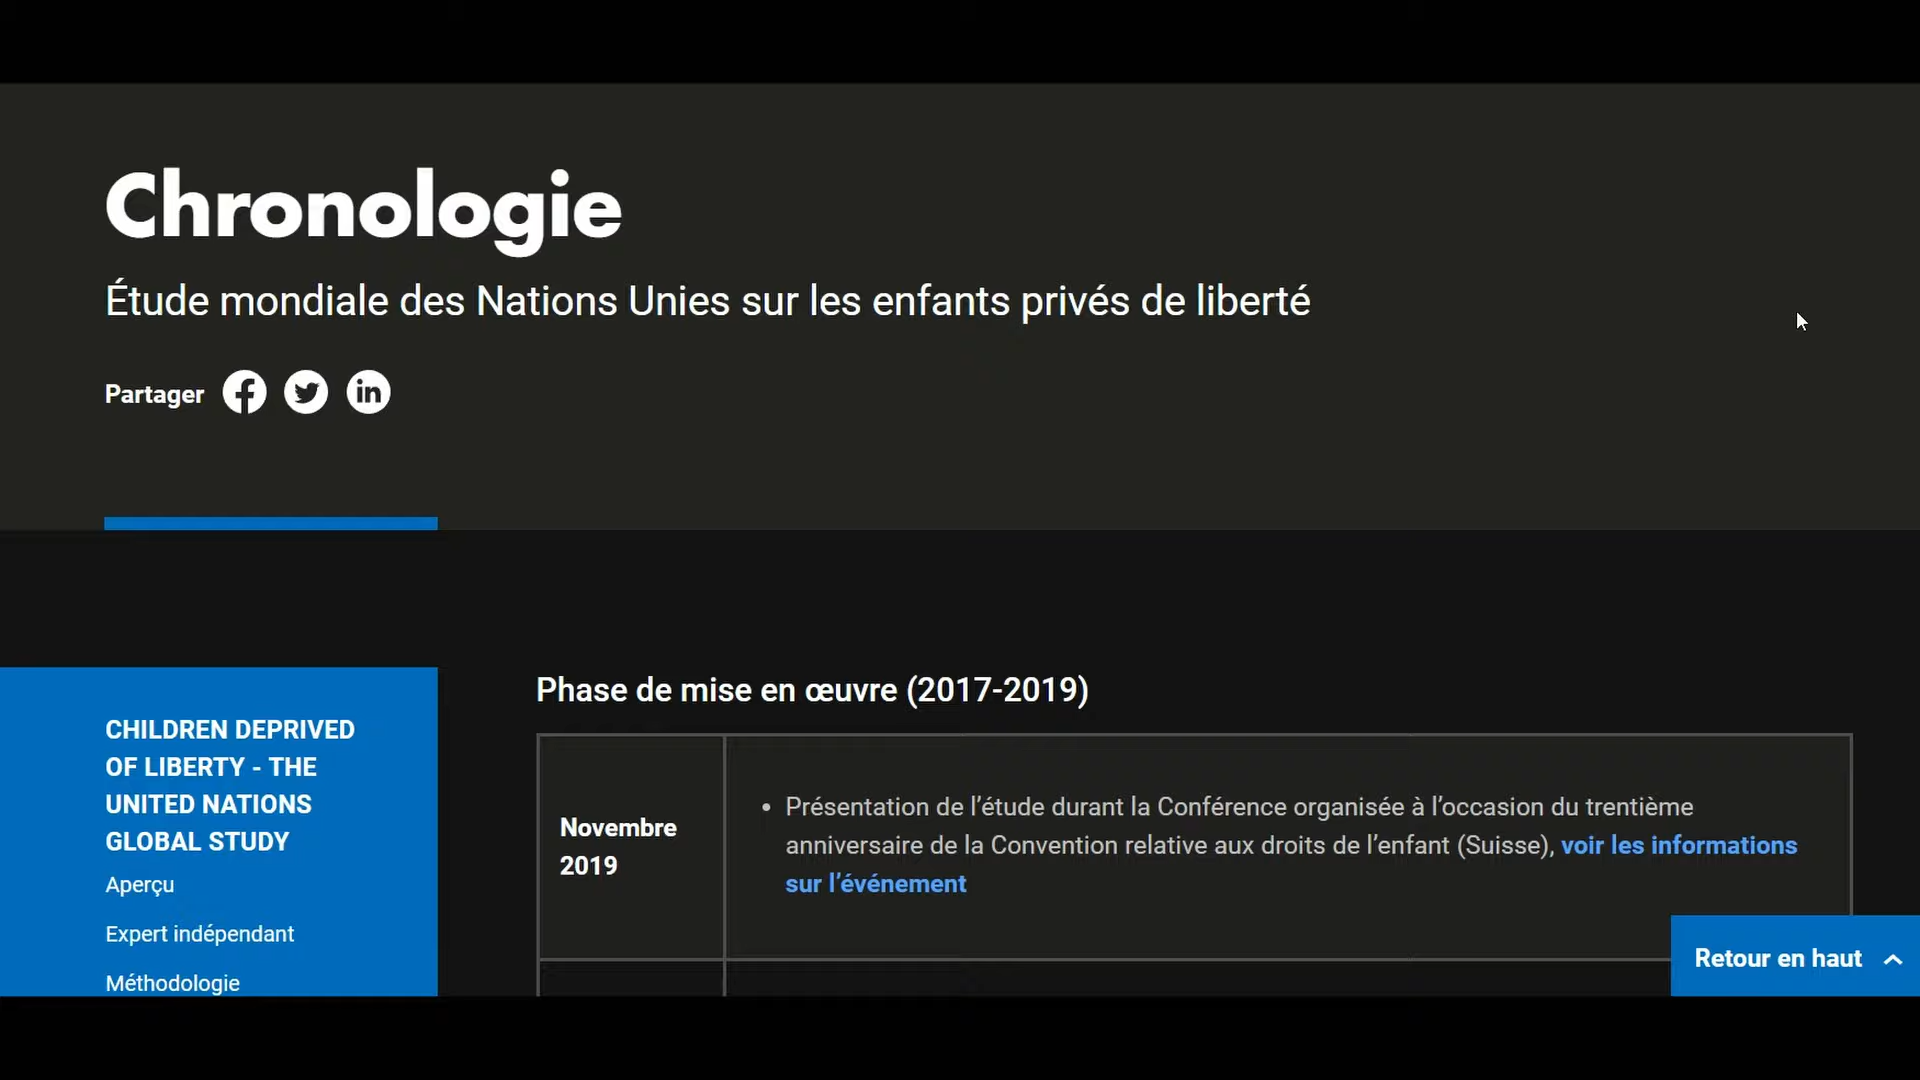 Chronologie
Étude mondiale des Nations Unies sur les enfants privés de liberté
Partager
CHILDREN DEPRIVED
OF LIBERTY - THE
UNITED NATIONS
GLOBAL STUDY
Aperçu
Expert indépendant
Méthodologie
Phase de mise en œuvre (2017-2019)
Novembre
2019
• Présentation de l’étude durant la Conférence organisée à l’occasion du trentième
anniversaire de la Convention relative aux droits de l’enfant (Suisse), voir les informations
sur l’événement
Retour en haut